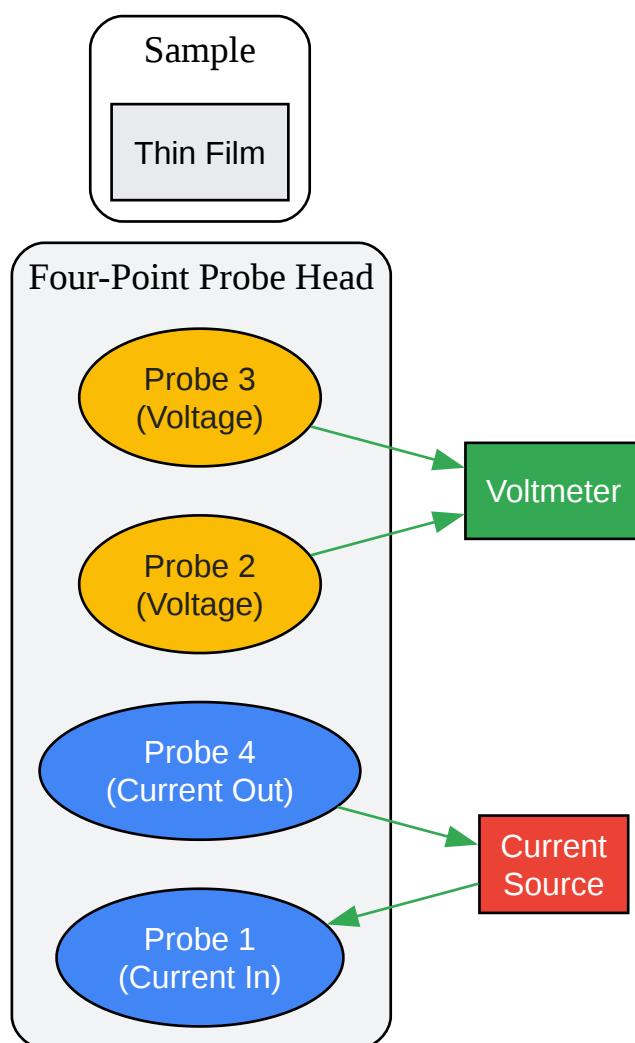 Sample
Thin Film
Four-Point Probe Head
Probe 3
(Voltage)
Voltmeter
Probe 2
(Voltage)
Probe 4
(Current Out)
Current
Source
Probe 1
(Current In)